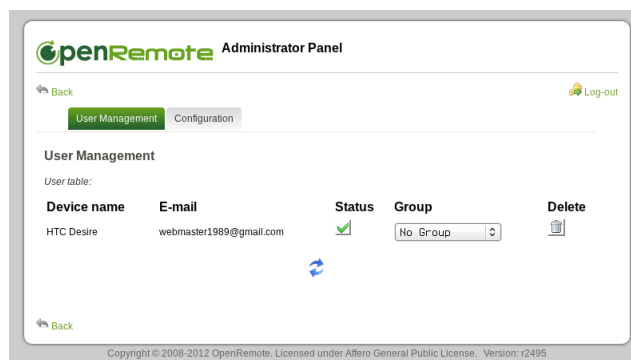 OpenRemote Administrator Panel
Back Log-out
User Management Configuration
User Management
User table:
Device name E-mail Status Group Delete
HTC Desire webmaster1989@gmail.com No Group
Back
Copyright © 2008-2012 OpenRemote. Licensed under Affero General Public License. Version: r2495